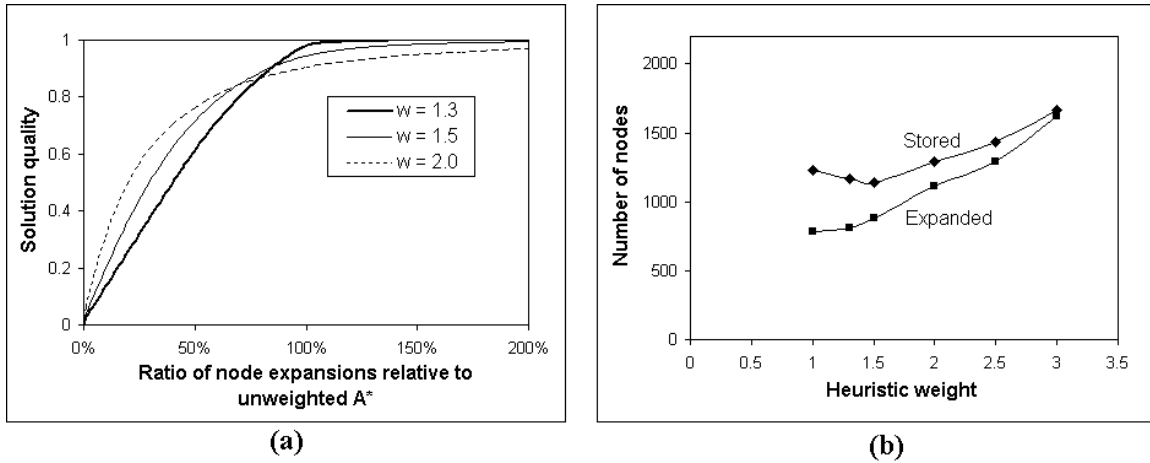 1
0.8
0.6
0.4
0.2
0
Solution quality
w = 1.3
w = 1.5
w = 2.0
0% 50% 100% 150% 200%
Ratio of node expansions relative to
unweighted A*
(a)
2000
1500
1000
500
0
Number of nodes
Stored
Expanded
0 0.5 1 1.5 2 2.5 3 3.5
Heuristic weight
(b)